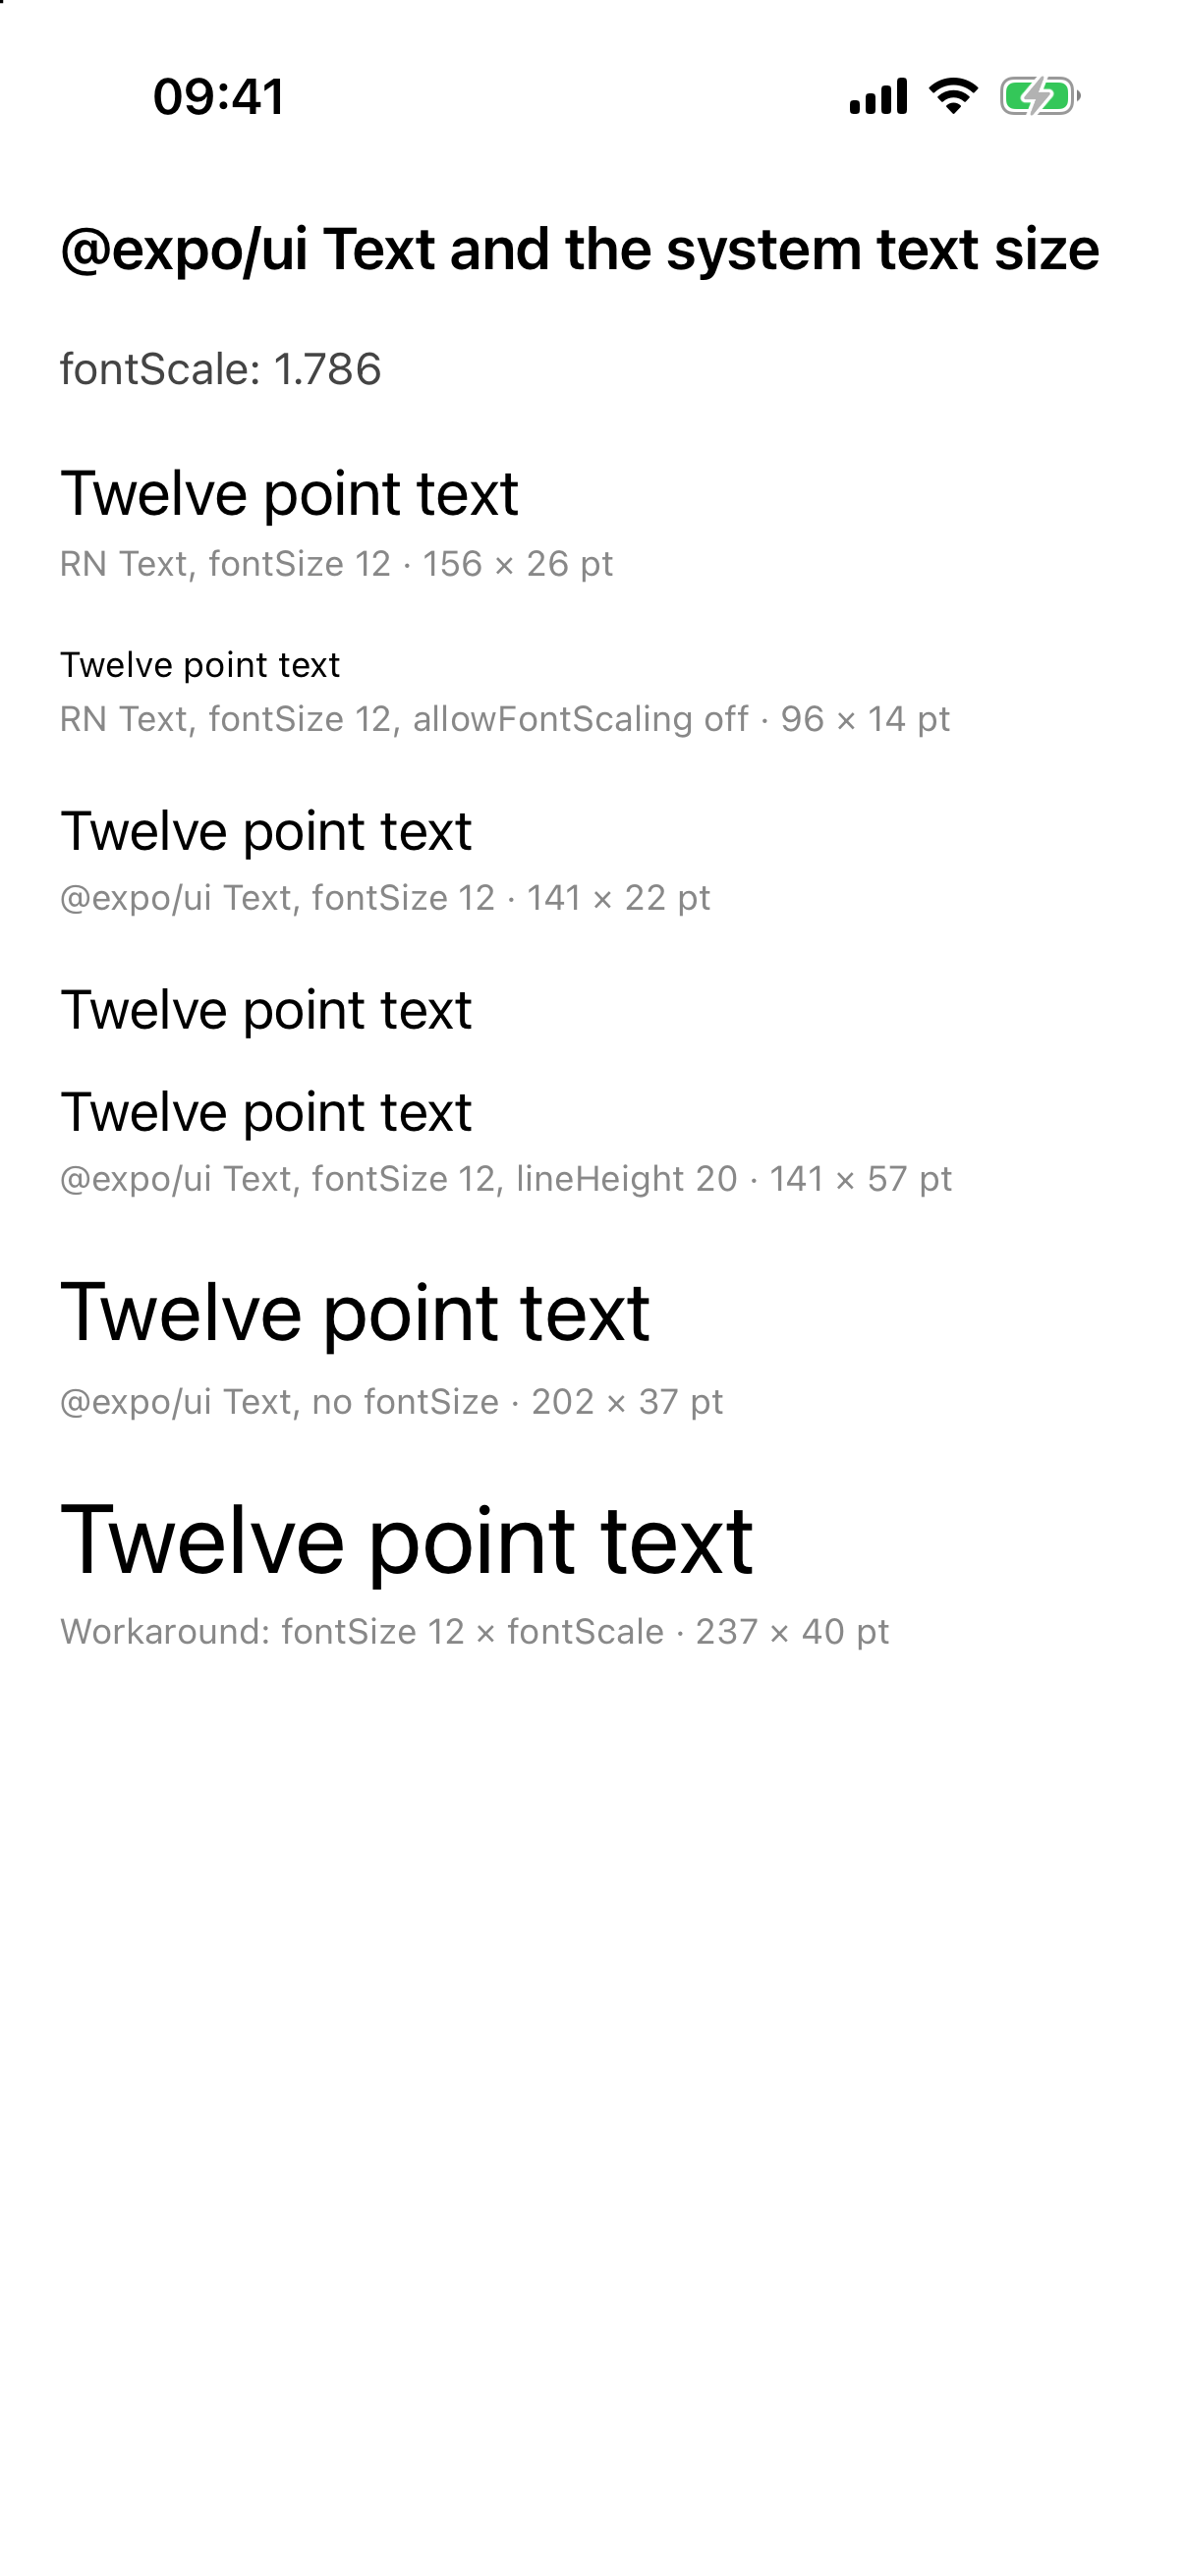 09:41
@expo/ui Text and the system text size
fontScale: 1.786
Twelve point text
RN Text, fontSize 12 · 156 × 26 pt
Twelve point text
RN Text, fontSize 12, allowFontScaling off · 96 × 14 pt
Twelve point text
@expo/ui Text, fontSize 12 · 141 × 22 pt
Twelve point text
Twelve point text
@expo/ui Text, fontSize 12, lineHeight 20 · 141 × 57 pt
Twelve point text
@expo/ui Text, no fontSize · 202 × 37 pt
Twelve point text
Workaround: fontSize 12 × fontScale · 237 × 40 pt